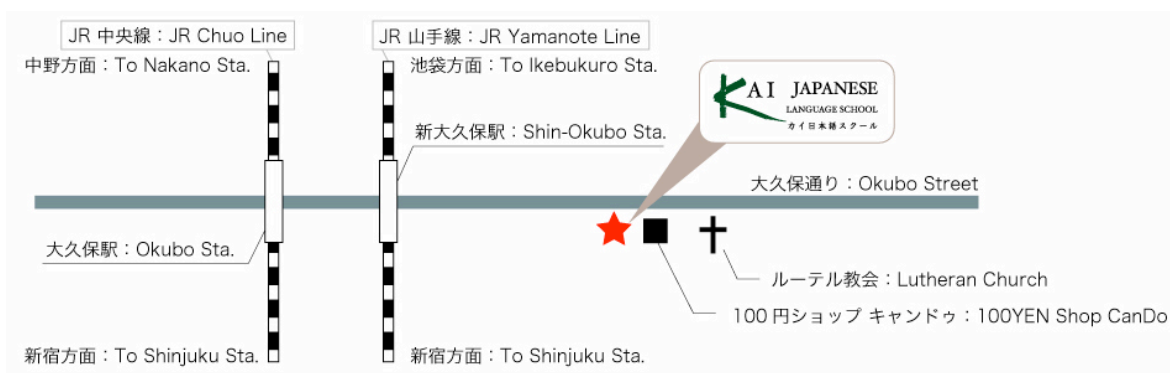 JR 中央線：JR Chuo Line
JR 山手線：JR Yamanote Line
中野方面：To Nakano Sta.
池袋方面：To Ikebukuro Sta.
KAI JAPANESE
LANGUAGE SCHOOL
カイ日本語スクール
新大久保駅：Shin-Okubo Sta.
大久保通り：Okubo Street
大久保駅：Okubo Sta.
ルーテル教会：Lutheran Church
100円ショップ キャンドゥ：100YEN Shop CanDo
新宿方面：To Shinjuku Sta.
新宿方面：To Shinjuku Sta.